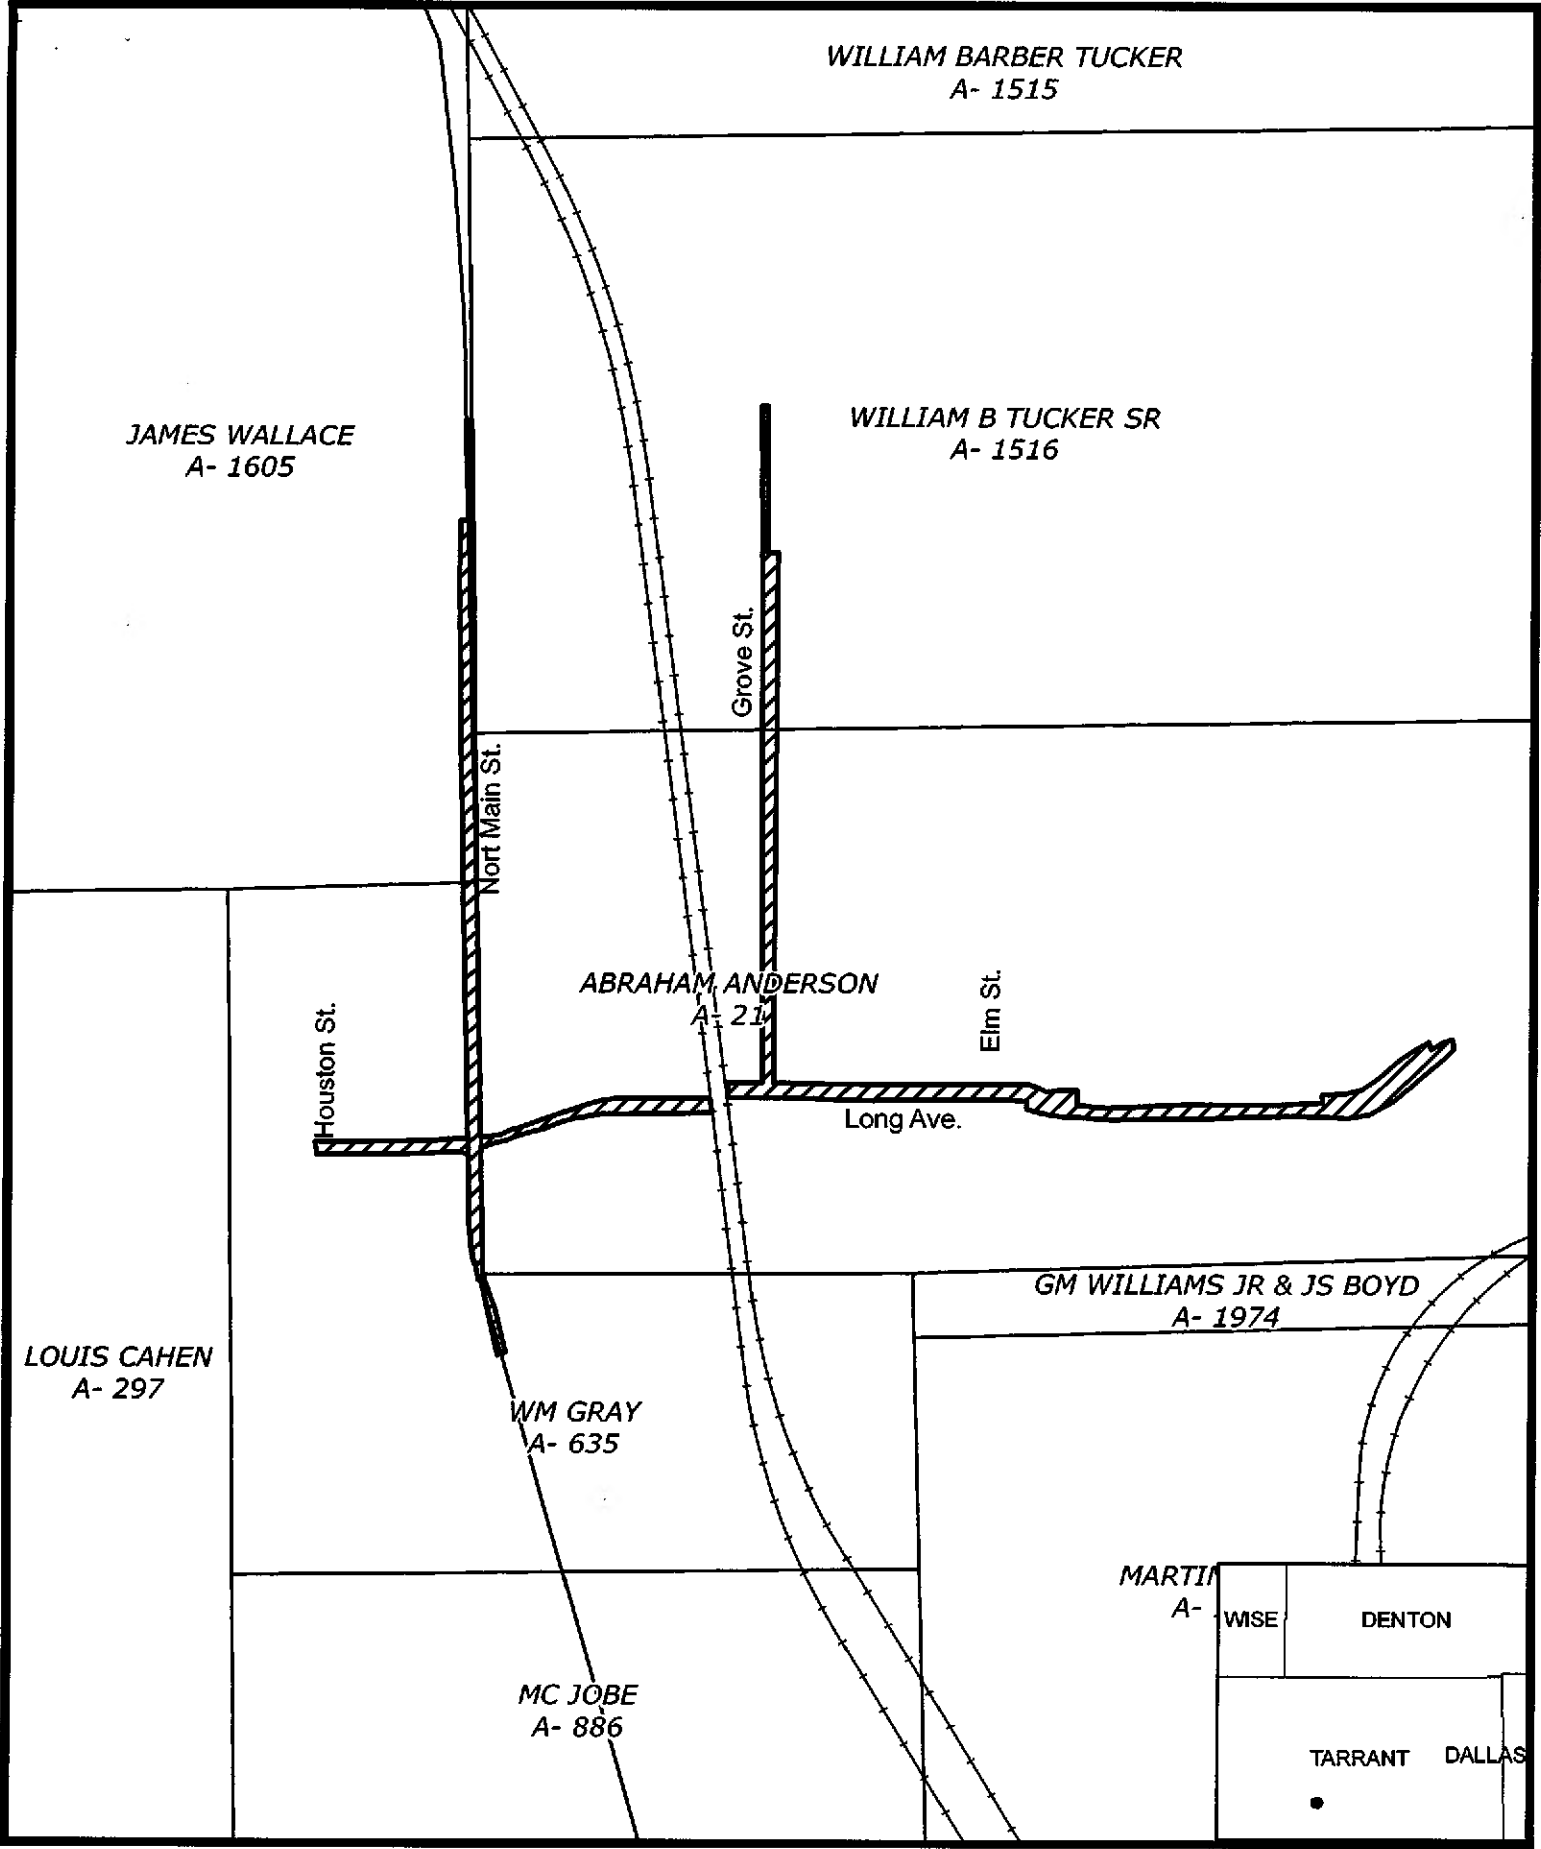 WILLIAM BARBER TUCKER
A- 1515
JAMES WALLACE
A- 1605
WILLIAM B TUCKER SR
A- 1516
Grove St.
Nort Main St.
ABRAHAM ANDERSON
A- 21
Elm St.
Houston St.
Long Ave.
GM WILLIAMS JR & JS BOYD
A- 1974
LOUIS CAHEN
A- 297
WM GRAY
A- 635
MARTIN
A-
WISE
DENTON
MC JOBE
A- 886
TARRANT
DALLAS